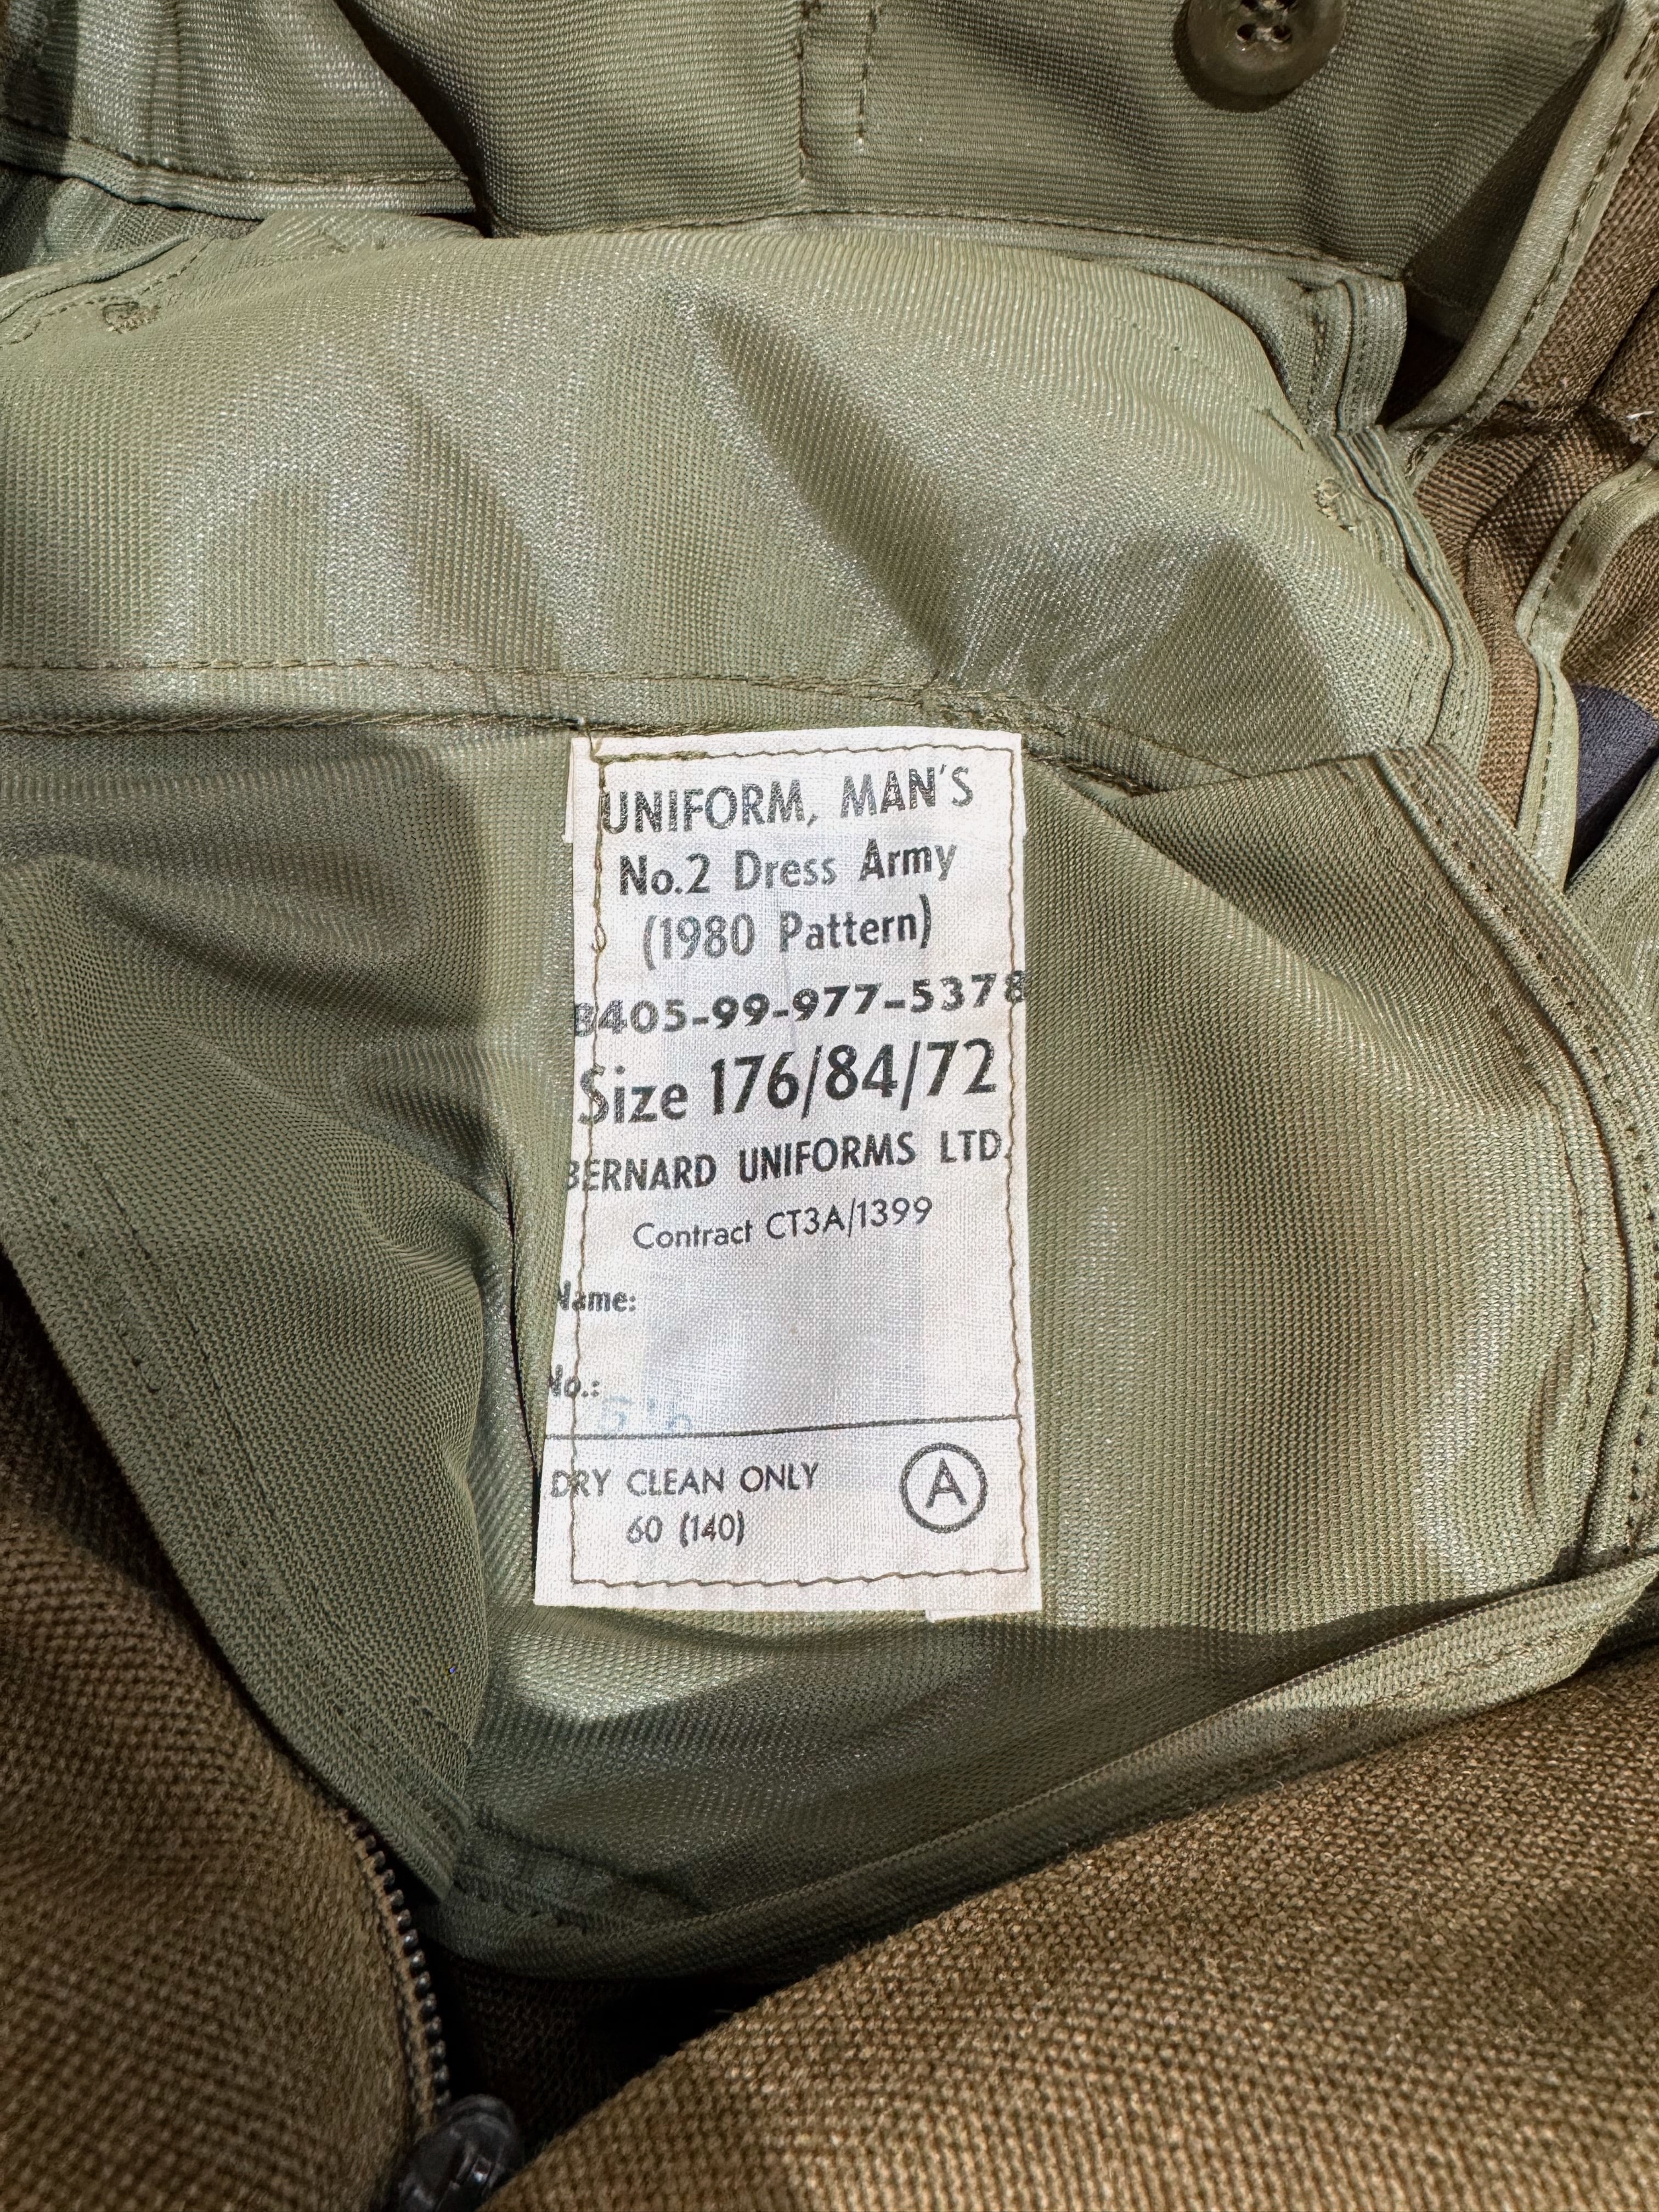 UNIFORM, MAN'S
No.2 Dress Army
(1980 Pattern)
8405-99-977-5378
Size 176/84/72
BERNARD UNIFORMS LTD.
Contract CT3A/1399
Name:
No.:
DRY CLEAN ONLY
60 (140)
A